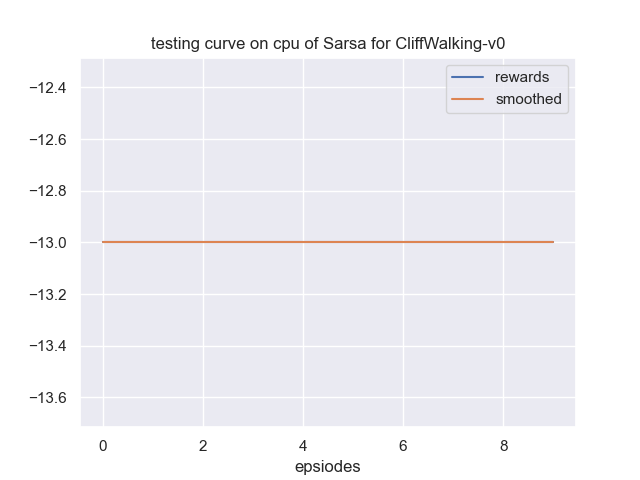 testing curve on cpu of Sarsa for CliffWalking-v0
rewards
smoothed
−12.4
−12.6
−12.8
−13.0
−13.2
−13.4
−13.6
0 2 4 6 8
epsiodes